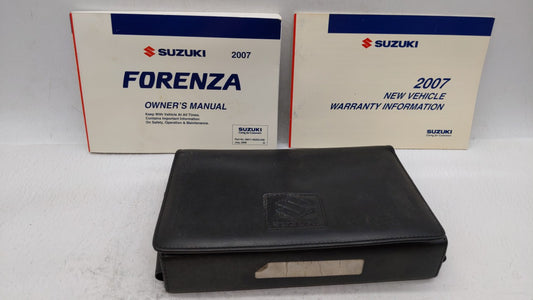 SUZUKI 2007
FORENZA
OWNER'S MANUAL
Keep With Vehicle At All Times.
Contains Important Information
On Safety, Operation & Maintenance.
SUZUKI
SUZUKI
2007
NEW VEHICLE
WARRANTY INFORMATION
SUZUKI